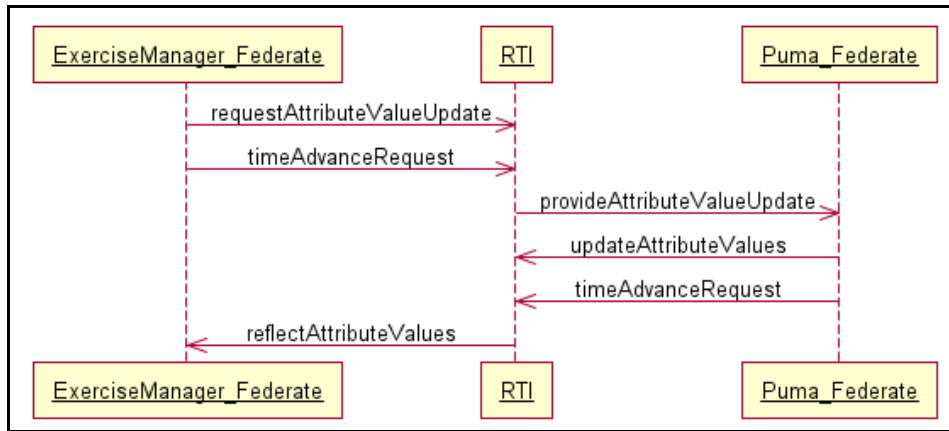 ExerciseManager_Federate
RTI
Puma_Federate
requestAttributeValueUpdate
timeAdvanceRequest
provideAttributeValueUpdate
updateAttributeValues
timeAdvanceRequest
reflectAttributeValues
ExerciseManager_Federate
RTI
Puma_Federate